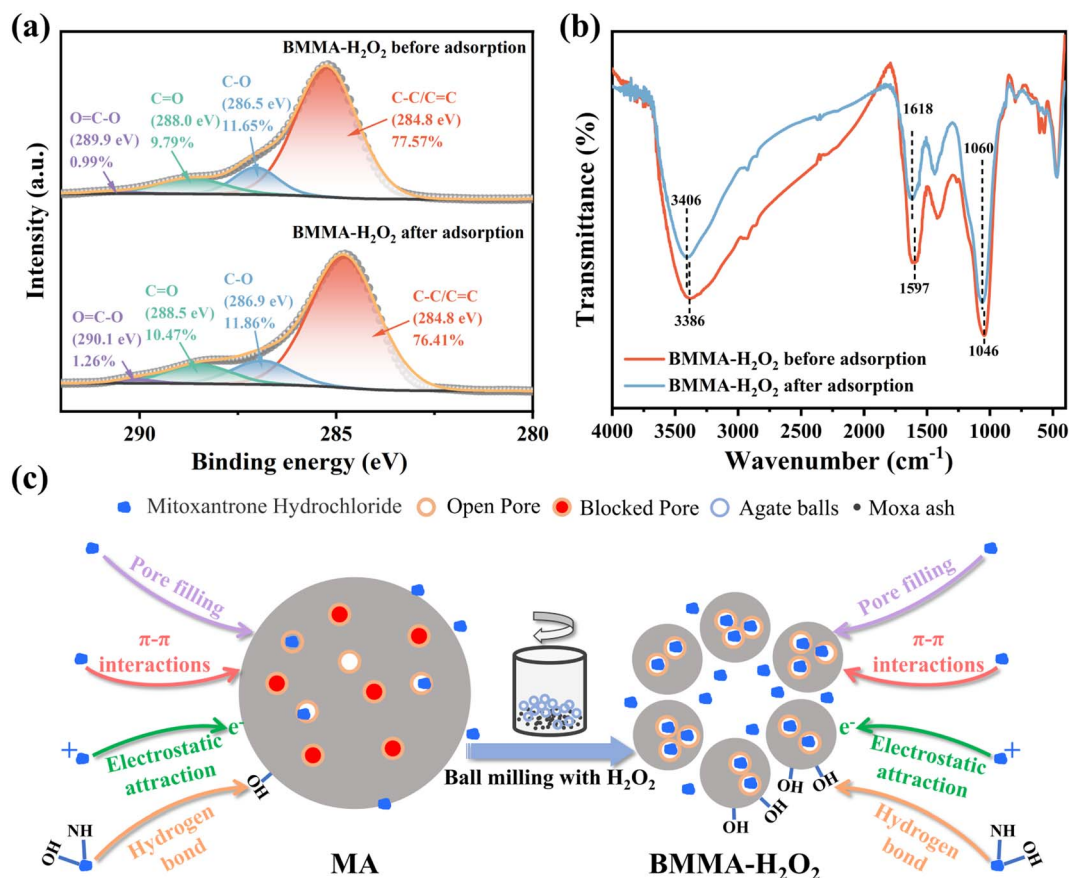 (a)
BMMA-H₂O₂ before adsorption
C-O
(286.5 eV)
11.65%
C=O
(288.0 eV)
9.79%
O=C-O
(289.9 eV)
0.99%
C-C/C=C
(284.8 eV)
77.57%
BMMA-H₂O₂ after adsorption
C-O
(286.9 eV)
11.86%
C=O
(288.5 eV)
10.47%
O=C-O
(290.1 eV)
1.26%
C-C/C=C
(284.8 eV)
76.41%
Intensity (a.u.)
290
285
280
Binding energy (eV)
(b)
1618
1060
3406
3386
1597
1046
BMMA-H₂O₂ before adsorption
BMMA-H₂O₂ after adsorption
Transmittance (%)
4000
3500
3000
2500
2000
1500
1000
500
Wavenumber (cm⁻¹)
(c)
Mitoxantrone Hydrochloride
Open Pore
Blocked Pore
Agate balls
Moxa ash
Pore filling
π-π
interactions
+
Electrostatic
attraction
e⁻
Hydrogen
bond
OH
NH
OH
MA
Ball milling with H₂O₂
OH
OH
OH
OH
BMMA-H₂O₂
Pore filling
π-π
interactions
e⁻
Electrostatic
attraction
+
Hydrogen
bond
NH
OH